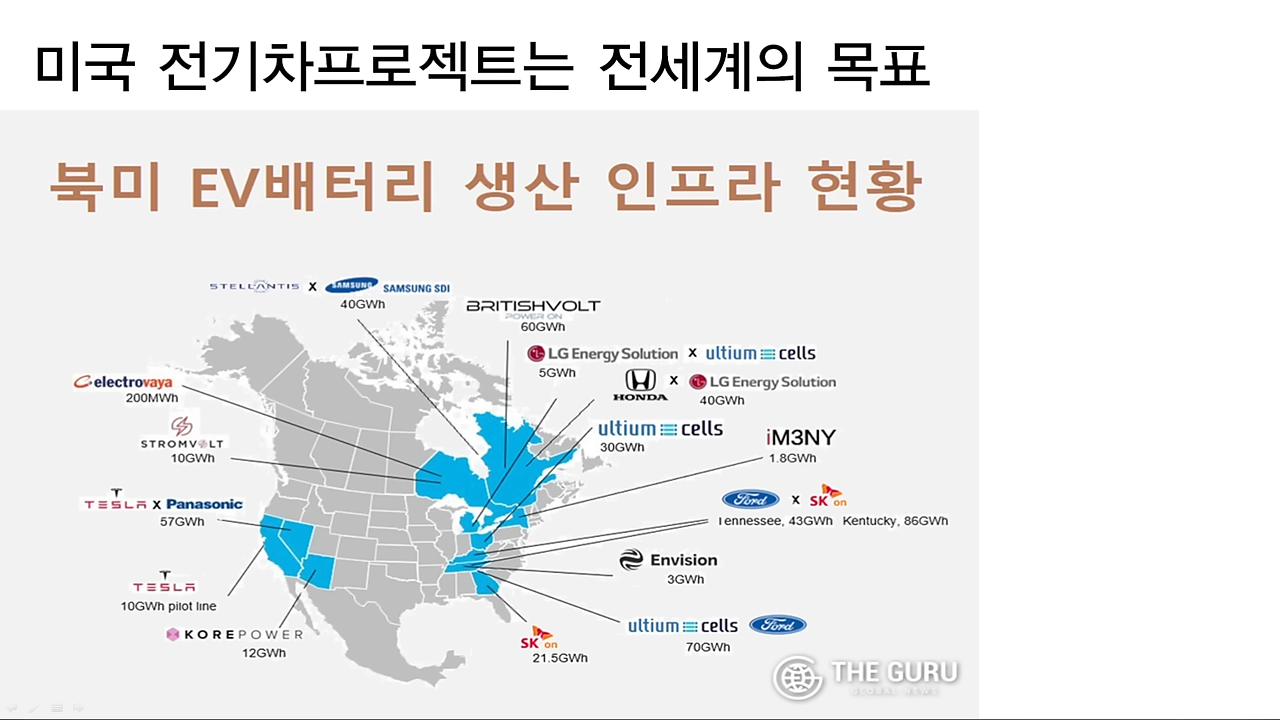 미국 전기차프로젝트는 전세계의 목표
북미 EV배터리 생산 인프라 현황
STELLANTIS X SAMSUNG SAMSUNG SDI
40GWh
BRITISHVOLT
POWER ON
60GWh
LG Energy Solution X ultium cells
5GWh
HONDA X LG Energy Solution
40GWh
electrovaya
200MWh
STROMVOLT
10GWh
ultium cells
30GWh
iM3NY
1.8GWh
TESLA X Panasonic
57GWh
Ford X SK on
Tennessee, 43GWh Kentucky, 86GWh
Envision
3GWh
TESLA
10GWh pilot line
KOREPOWER
12GWh
SK on
21.5GWh
ultium cells Ford
70GWh
THE GURU
GLOBAL NEWS